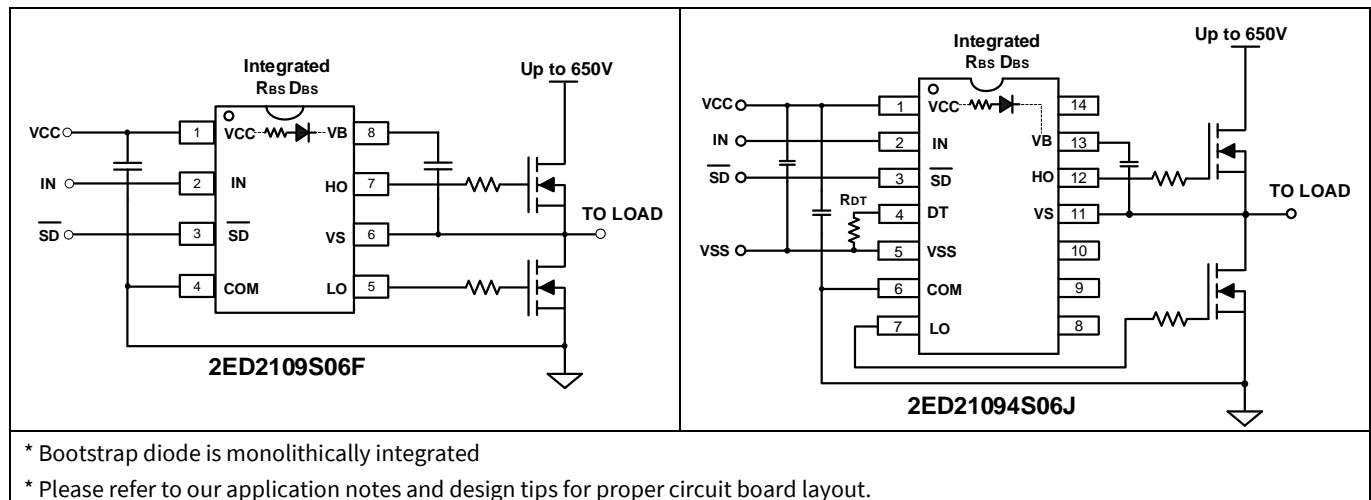 Integrated
RBS DBS
Up to 650V
VCC
1
VCC
VB
8
IN
2
IN
HO
7
TO LOAD
SD
3
SD
VS
6
4
COM
LO
5
2ED2109S06F
Integrated
RBS DBS
Up to 650V
VCC
1
VCC
14
IN
2
IN
VB
13
SD
3
SD
HO
12
TO LOAD
RDT
4
DT
VS
11
VSS
5
VSS
10
6
COM
9
7
LO
8
2ED21094S06J
* Bootstrap diode is monolithically integrated
* Please refer to our application notes and design tips for proper circuit board layout.